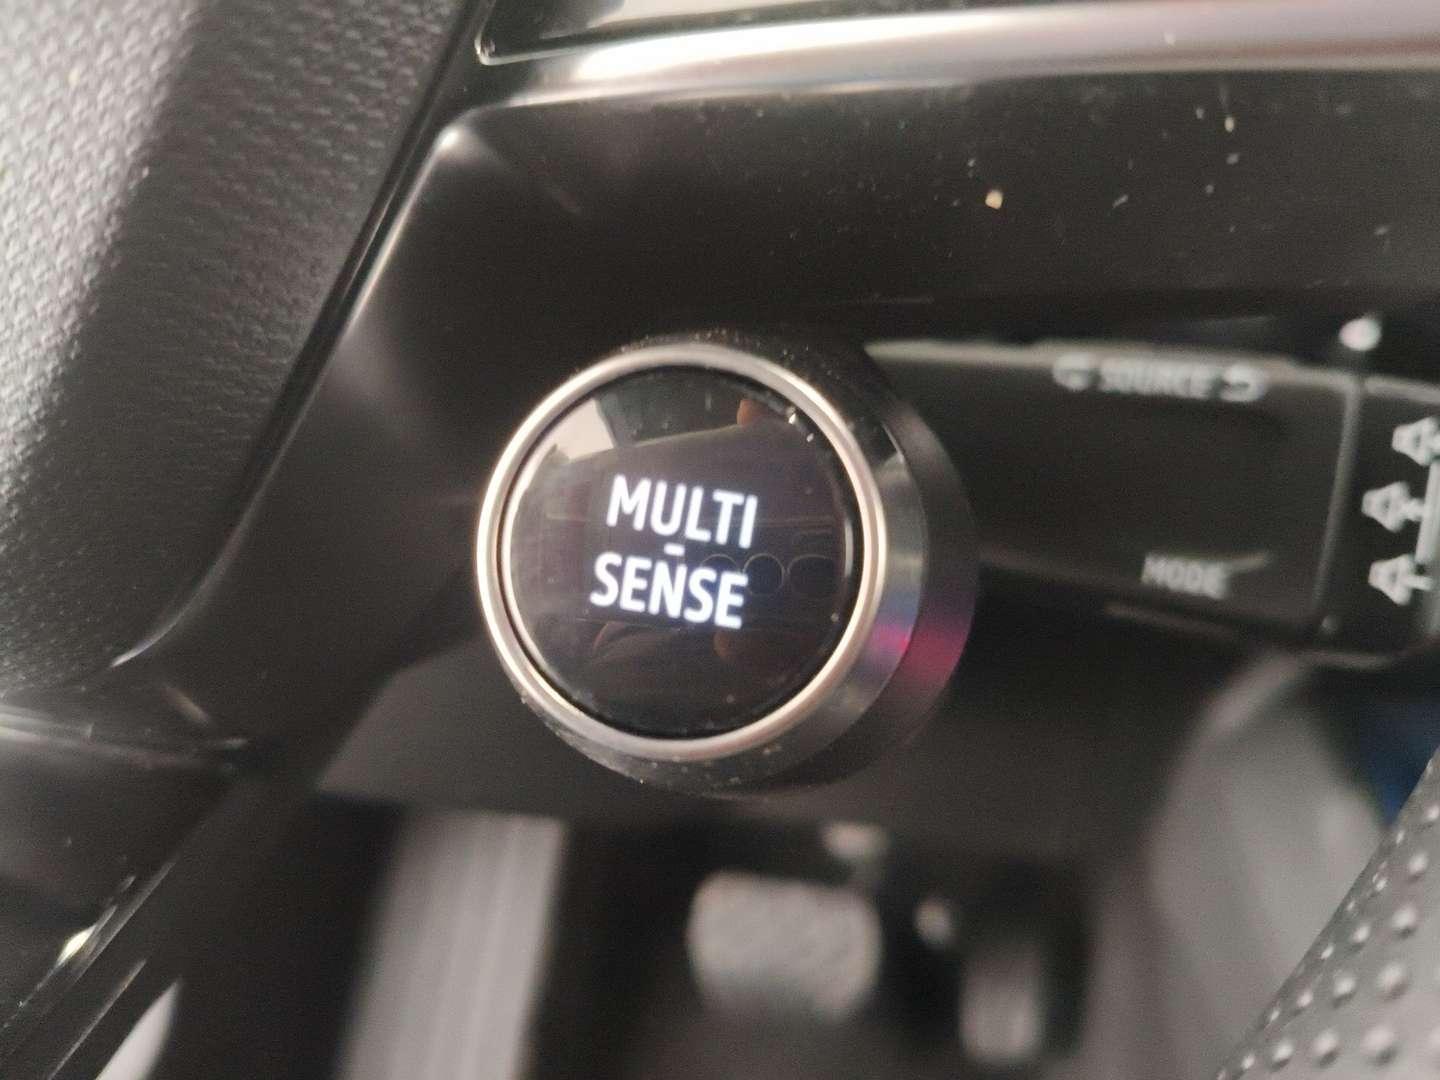 MULTI
-
SENSE
SOURCE
MODE